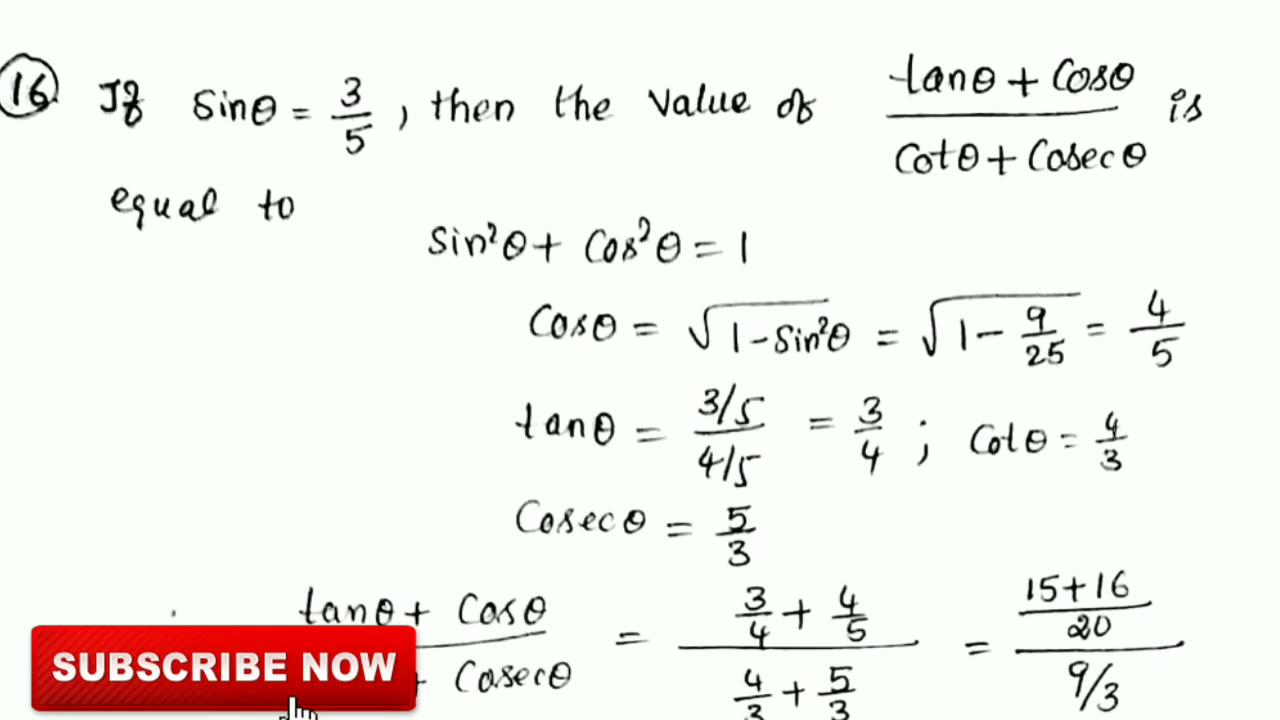 16. If Sinθ = 3/5, then the value of (tanθ + Cosθ)/(Cotθ + Cosecθ) is
equal to
Sin²θ + Cos²θ = 1
Cosθ = √(1 - Sin²θ) = √(1 - 9/25) = 4/5
tanθ = (3/5)/(4/5) = 3/4 ; Cotθ = 4/3
Cosecθ = 5/3
(tanθ + Cosθ)/(+ Cosecθ) = (3/4 + 4/5)/(4/3 + 5/3) = ((15+16)/20)/(9/3)
SUBSCRIBE NOW